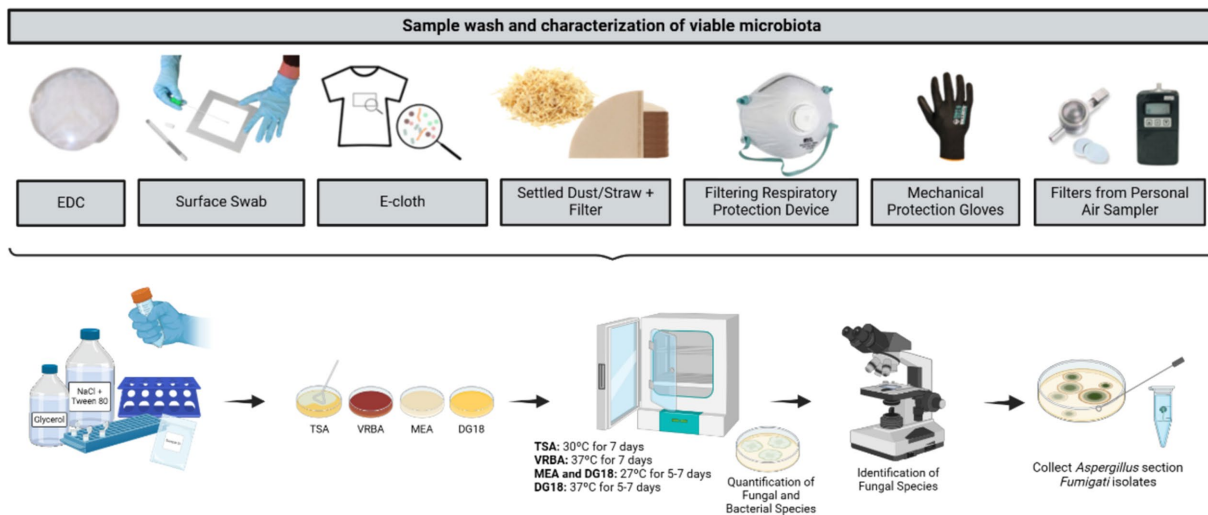 Sample wash and characterization of viable microbiota
EDC
Surface Swab
E-cloth
Settled Dust/Straw +
Filter
Filtering Respiratory
Protection Device
Mechanical
Protection Gloves
Filters from Personal
Air Sampler
Glycerol
NaCl +
Tween 80
TSA
VRBA
MEA
DG18
TSA: 30ºC for 7 days
VRBA: 37ºC for 7 days
MEA and DG18: 27ºC for 5-7 days
DG18: 37ºC for 5-7 days
Quantification of
Fungal and
Bacterial Species
Identification of
Fungal Species
Collect Aspergillus section
Fumigati isolates